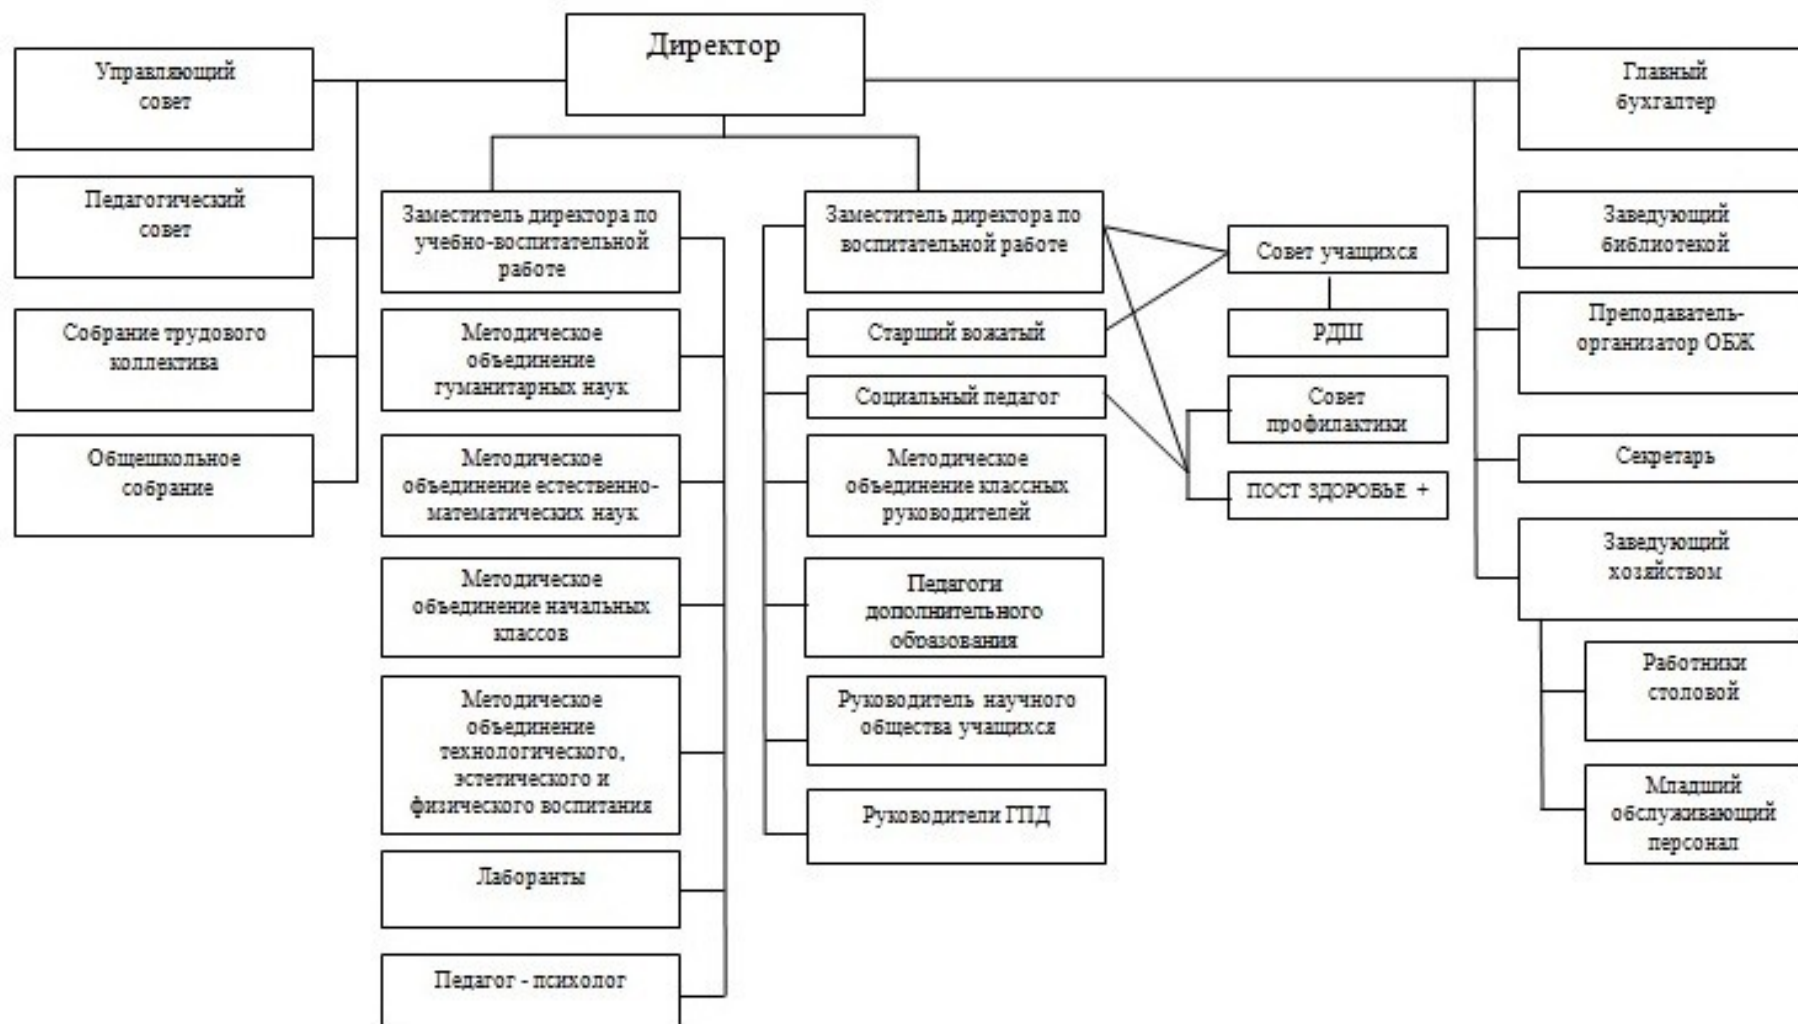 Директор
Управляющий
совет
Педагогический
совет
Собрание трудового
коллектива
Общешкольное
собрание
Заместитель директора по
учебно-воспитательной
работе
Методическое
объединение
гуманитарных наук
Методическое
объединение естественно-
математических наук
Методическое
объединение начальных
классов
Методическое
объединение
технологического,
эстетического и
физического воспитания
Лаборанты
Педагог - психолог
Заместитель директора по
воспитательной работе
Старший вожатый
Социальный педагог
Методическое
объединение классных
руководителей
Педагоги
дополнительного
образования
Руководитель научного
общества учащихся
Руководители ГПД
Совет учащихся
РДШ
Совет
профилактики
ПОСТ ЗДОРОВЬЕ +
Главный
бухгалтер
Заведующий
библиотекой
Преподаватель-
организатор ОБЖ
Секретарь
Заведующий
хозяйством
Работники
столовой
Младший
обслуживающий
персонал